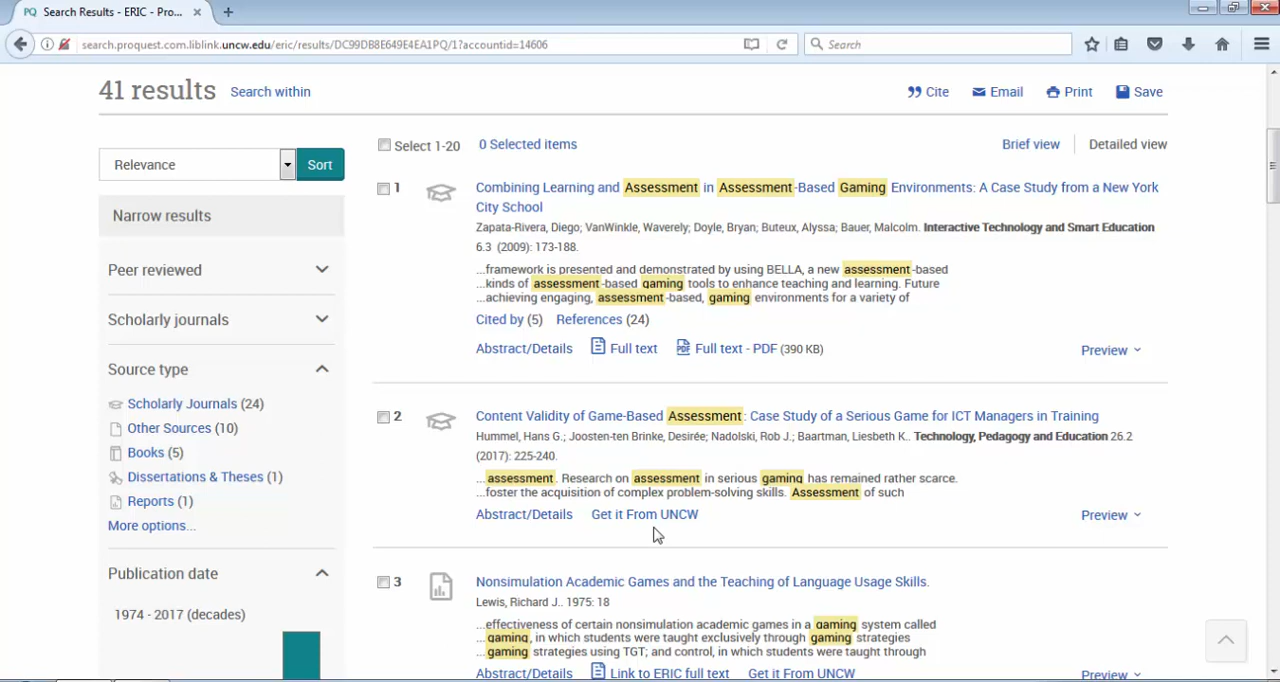 PQ Search Results - ERIC - Pro...
search.proquest.com.liblink.uncw.edu/eric/results/DC99DB8E649E4EA1PQ/1?accountid=14606
Search
41 results
Search within
Cite
Email
Print
Save
Relevance
Sort
Select 1-20
0 Selected items
Brief view
Detailed view
Narrow results
Peer reviewed
Scholarly journals
Source type
Scholarly Journals (24)
Other Sources (10)
Books (5)
Dissertations & Theses (1)
Reports (1)
More options...
Publication date
1974 - 2017 (decades)
1
Combining Learning and Assessment in Assessment-Based Gaming Environments: A Case Study from a New York
City School
Zapata-Rivera, Diego; VanWinkle, Waverely; Doyle, Bryan; Buteux, Alyssa; Bauer, Malcolm. Interactive Technology and Smart Education
6.3 (2009): 173-188.
...framework is presented and demonstrated by using BELLA, a new assessment-based
...kinds of assessment-based gaming tools to enhance teaching and learning. Future
...achieving engaging, assessment-based, gaming environments for a variety of
Cited by (5) References (24)
Abstract/Details Full text PDF Full text - PDF (390 KB)
Preview
2
Content Validity of Game-Based Assessment: Case Study of a Serious Game for ICT Managers in Training
Hummel, Hans G.; Joosten-ten Brinke, Desirée; Nadolski, Rob J.; Baartman, Liesbeth K.. Technology, Pedagogy and Education 26.2
(2017): 225-240.
...assessment. Research on assessment in serious gaming has remained rather scarce.
...foster the acquisition of complex problem-solving skills. Assessment of such
Abstract/Details Get it From UNCW
Preview
3
Nonsimulation Academic Games and the Teaching of Language Usage Skills.
Lewis, Richard J.. 1975: 18
...effectiveness of certain nonsimulation academic games in a gaming system called
...gaming, in which students were taught exclusively through gaming strategies
...gaming strategies using TGT; and control, in which students were taught through
Abstract/Details Link to ERIC full text Get it From UNCW
Preview